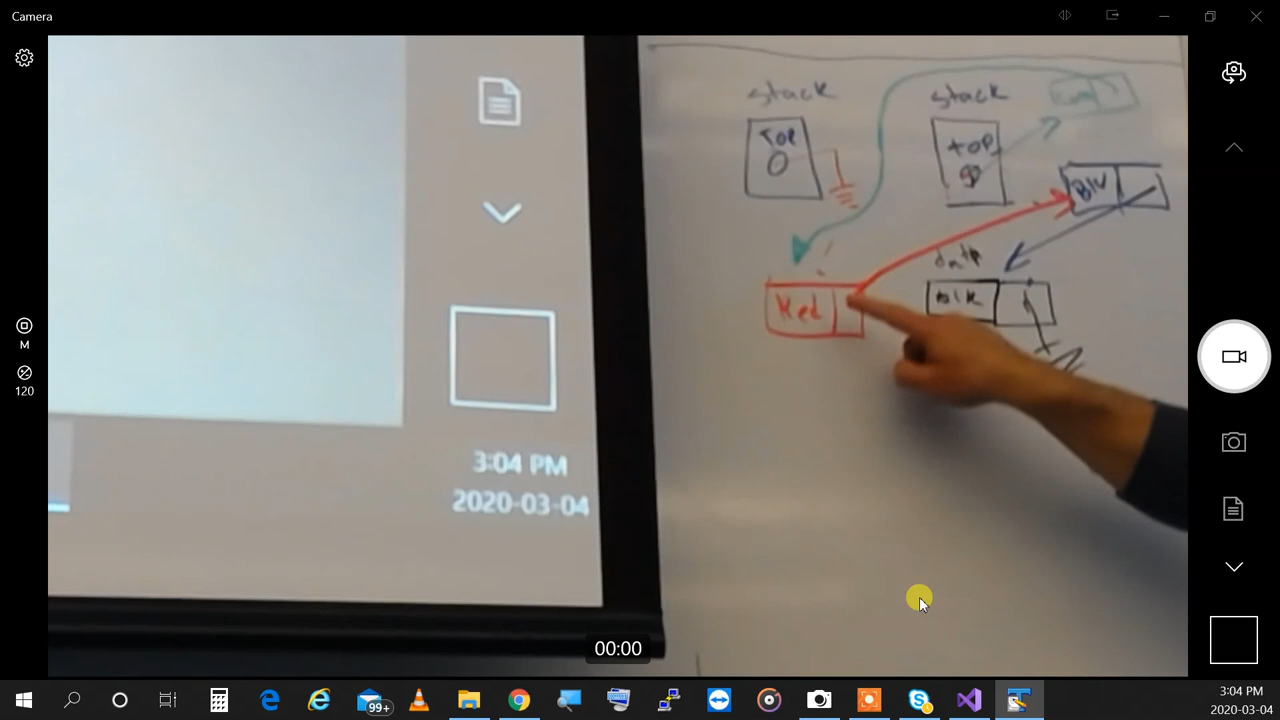 Camera
stack
stack
TOP
TOP
Blu
data
Red
blk
M
120
3:04 PM
2020-03-04
00:00
99+
3:04 PM
2020-03-04